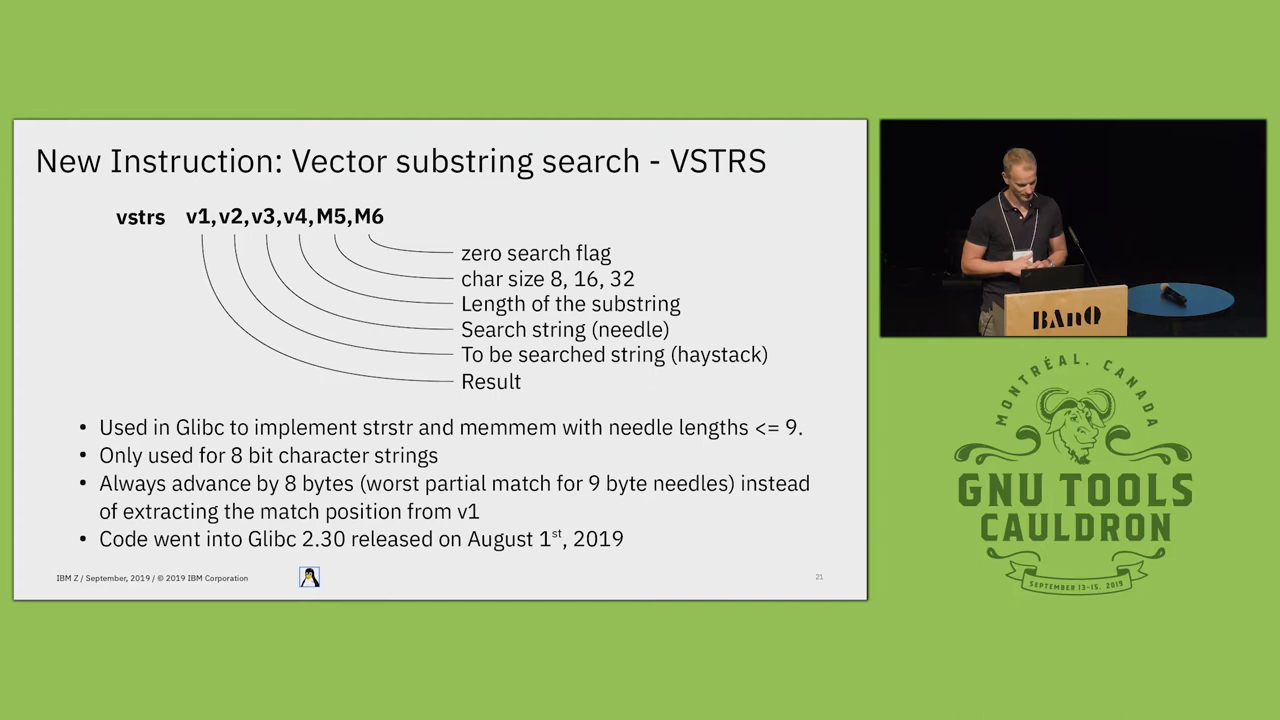 New Instruction: Vector substring search - VSTRS
vstrs v1,v2,v3,v4,M5,M6
zero search flag
char size 8, 16, 32
Length of the substring
Search string (needle)
To be searched string (haystack)
Result
• Used in Glibc to implement strstr and memmem with needle lengths <= 9.
• Only used for 8 bit character strings
• Always advance by 8 bytes (worst partial match for 9 byte needles) instead
of extracting the match position from v1
• Code went into Glibc 2.30 released on August 1st, 2019
IBM Z / September, 2019 / © 2019 IBM Corporation
21
BAnQ
MONTRÉAL, CANADA
GNU TOOLS
CAULDRON
SEPTEMBER 13-15, 2019